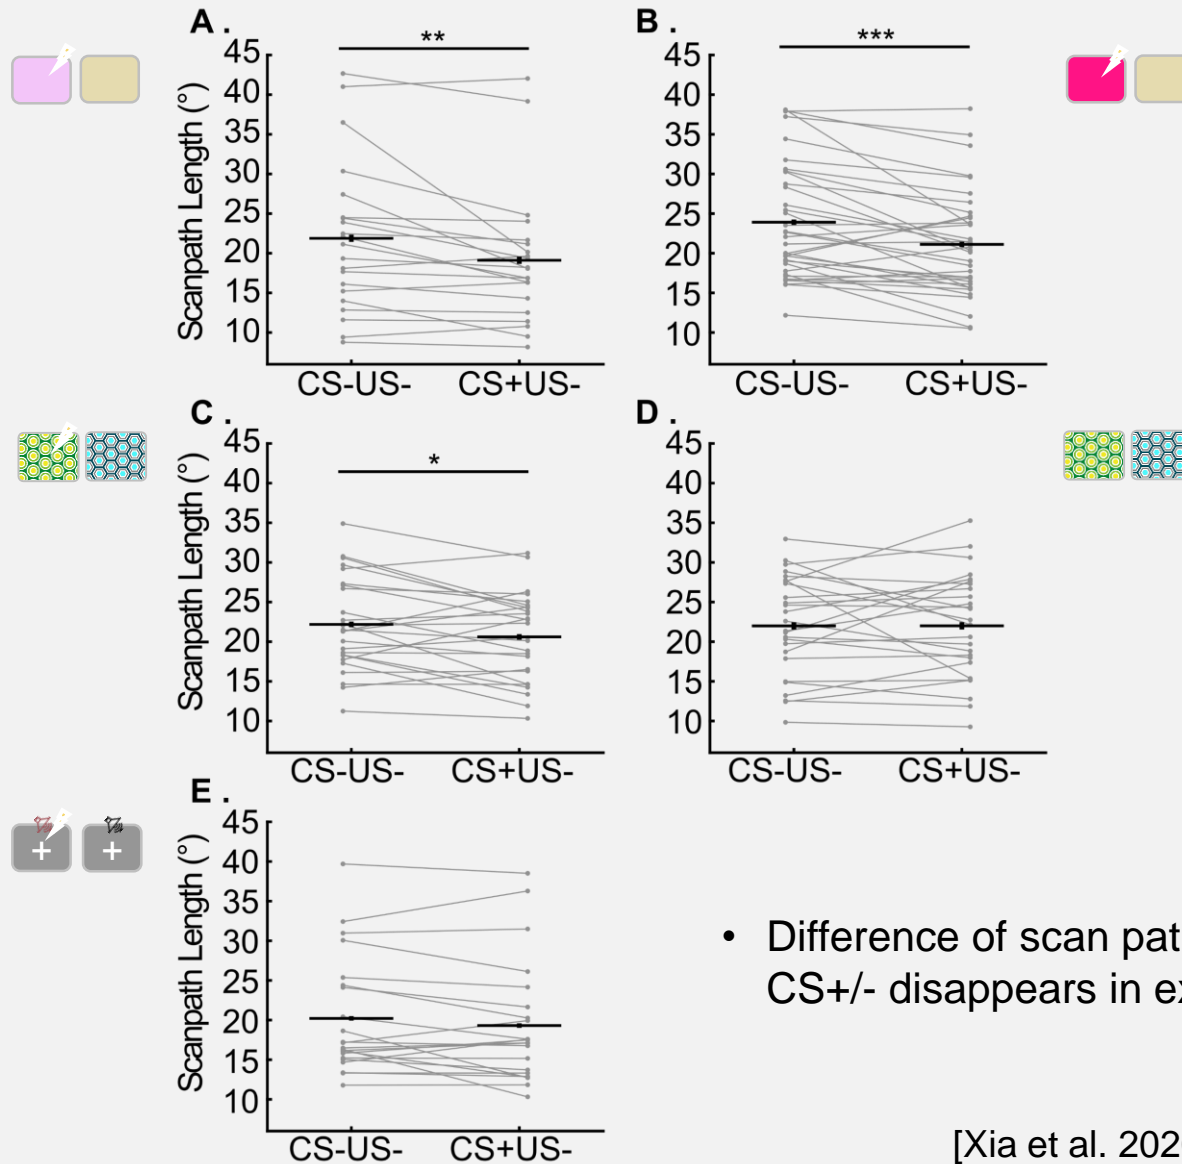 A .
**
45
40
35
30
25
20
15
10
Scanpath Length (°)
CS-US- CS+US-
B .
***
45
40
35
30
25
20
15
10
CS-US- CS+US-
C .
*
45
40
35
30
25
20
15
10
Scanpath Length (°)
CS-US- CS+US-
D .
45
40
35
30
25
20
15
10
CS-US- CS+US-
E .
45
40
35
30
25
20
15
10
Scanpath Length (°)
CS-US- CS+US-
+ +
• Difference of scan
CS+/- disappears in
[Xia et al.